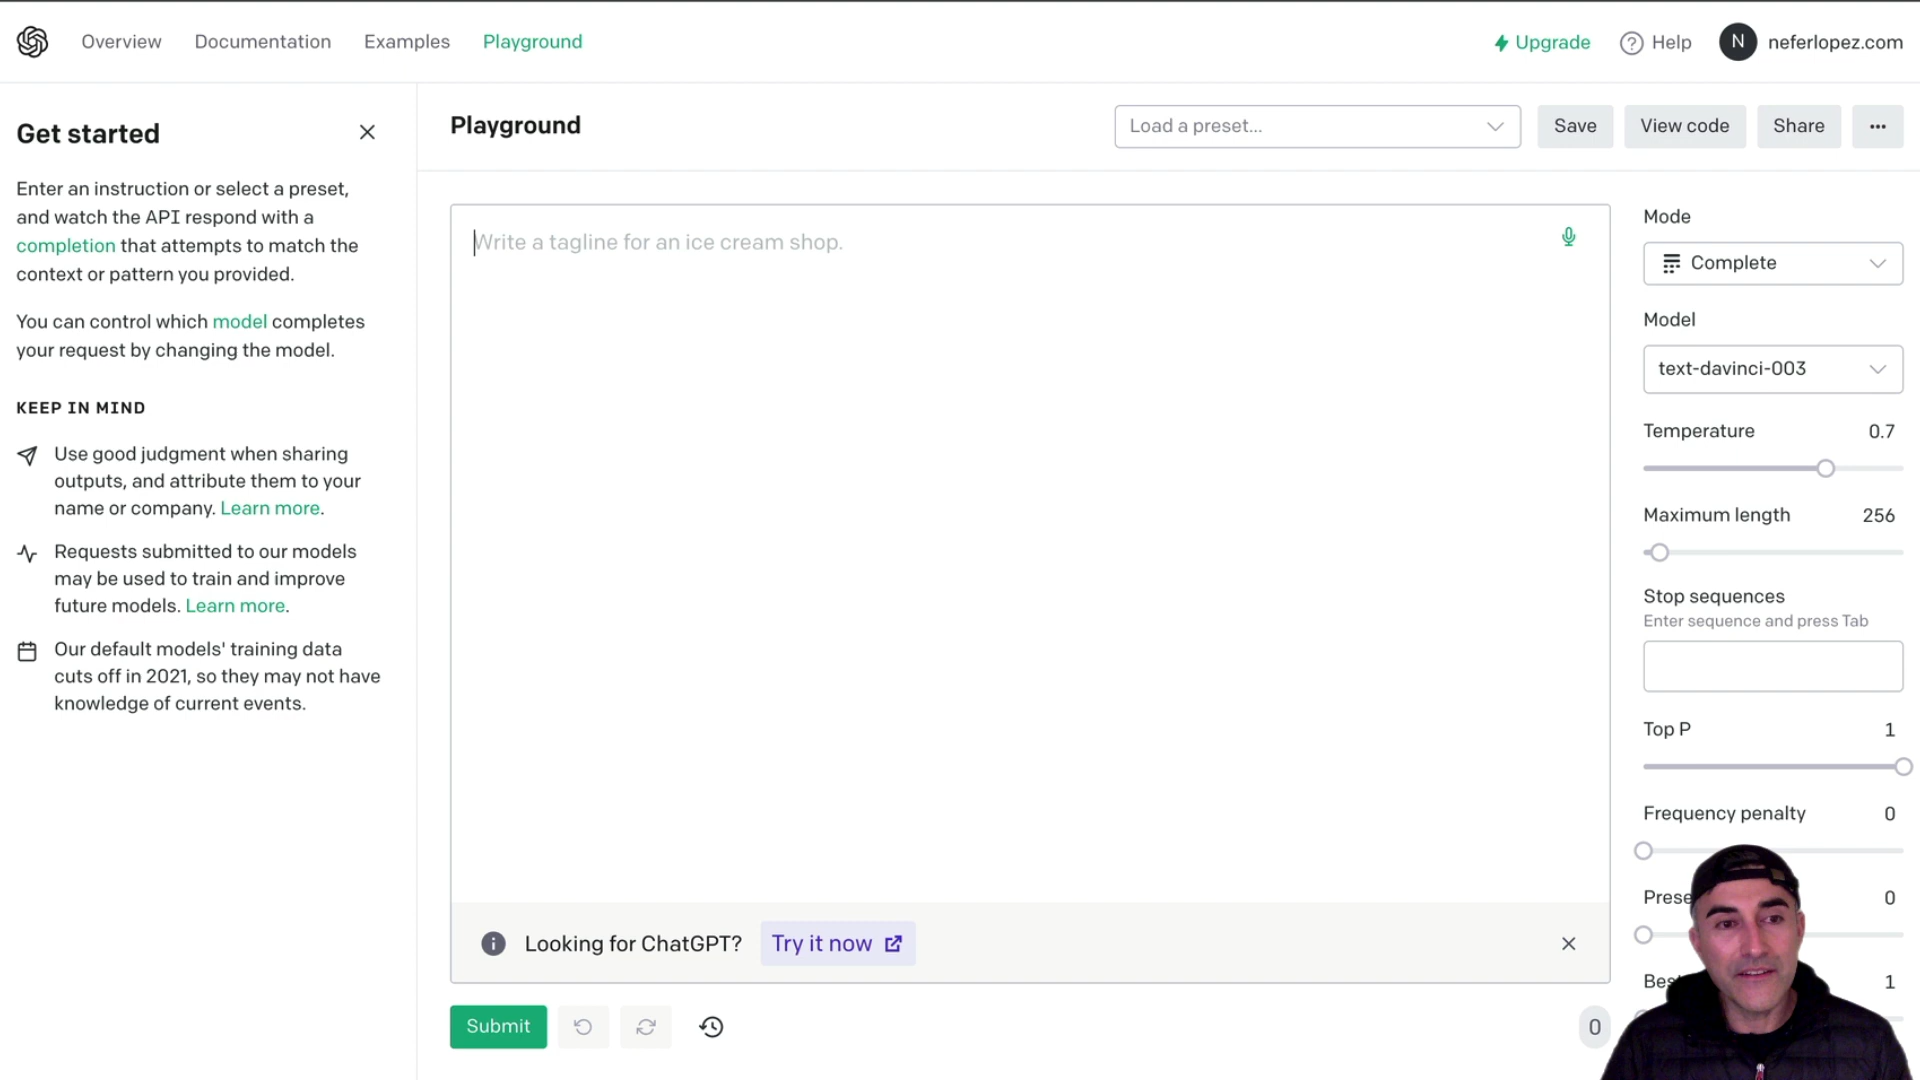 Overview Documentation Examples Playground Upgrade Help N neferlopez.com
Get started
Enter an instruction or select a preset,
and watch the API respond with a
completion that attempts to match the
context or pattern you provided.
You can control which model completes
your request by changing the model.
KEEP IN MIND
Use good judgment when sharing
outputs, and attribute them to your
name or company. Learn more.
Requests submitted to our models
may be used to train and improve
future models. Learn more.
Our default models' training data
cuts off in 2021, so they may not have
knowledge of current events.
Playground
Load a preset...
Save
View code
Share
Write a tagline for an ice cream shop.
Looking for ChatGPT? Try it now
Submit
0
Mode
Complete
Model
text-davinci-003
Temperature 0.7
Maximum length 256
Stop sequences
Enter sequence and press Tab
Top P 1
Frequency penalty 0
Prese 0
Bes 1